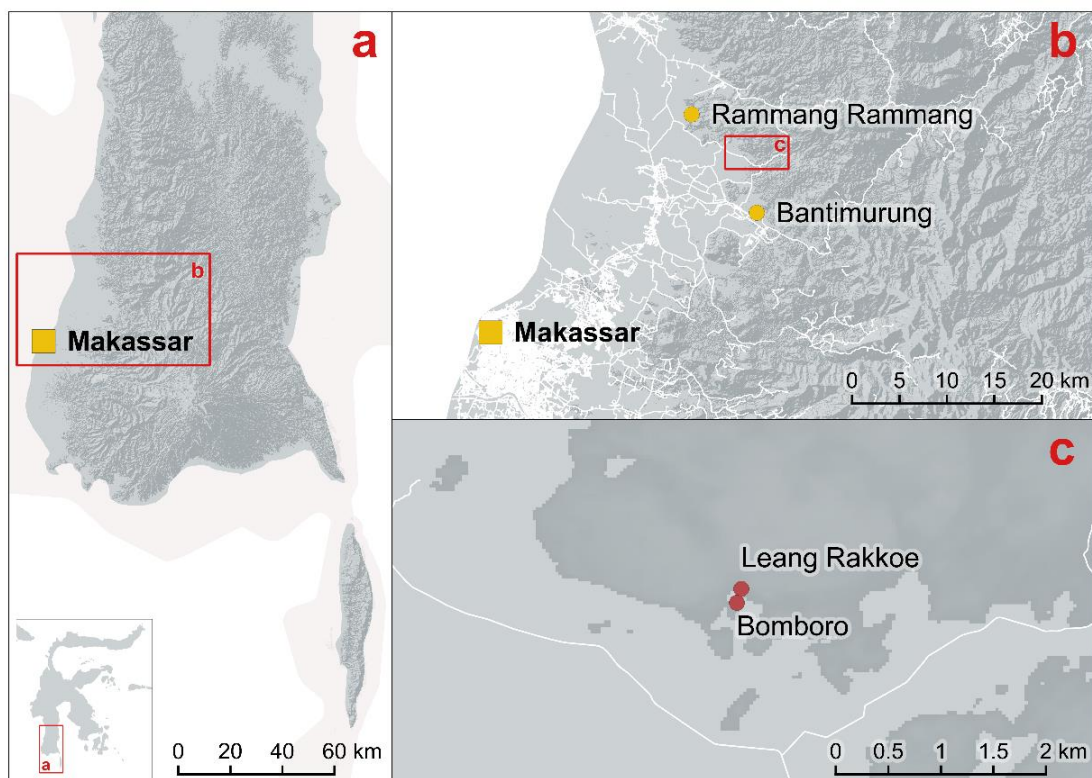 a
b
Makassar
a
0 20 40 60 km
b
Rammang Rammang
c
Bantimurung
Makassar
0 5 10 15 20 km
c
Leang Rakkoe
Bomboro
0 0.5 1 1.5 2 km